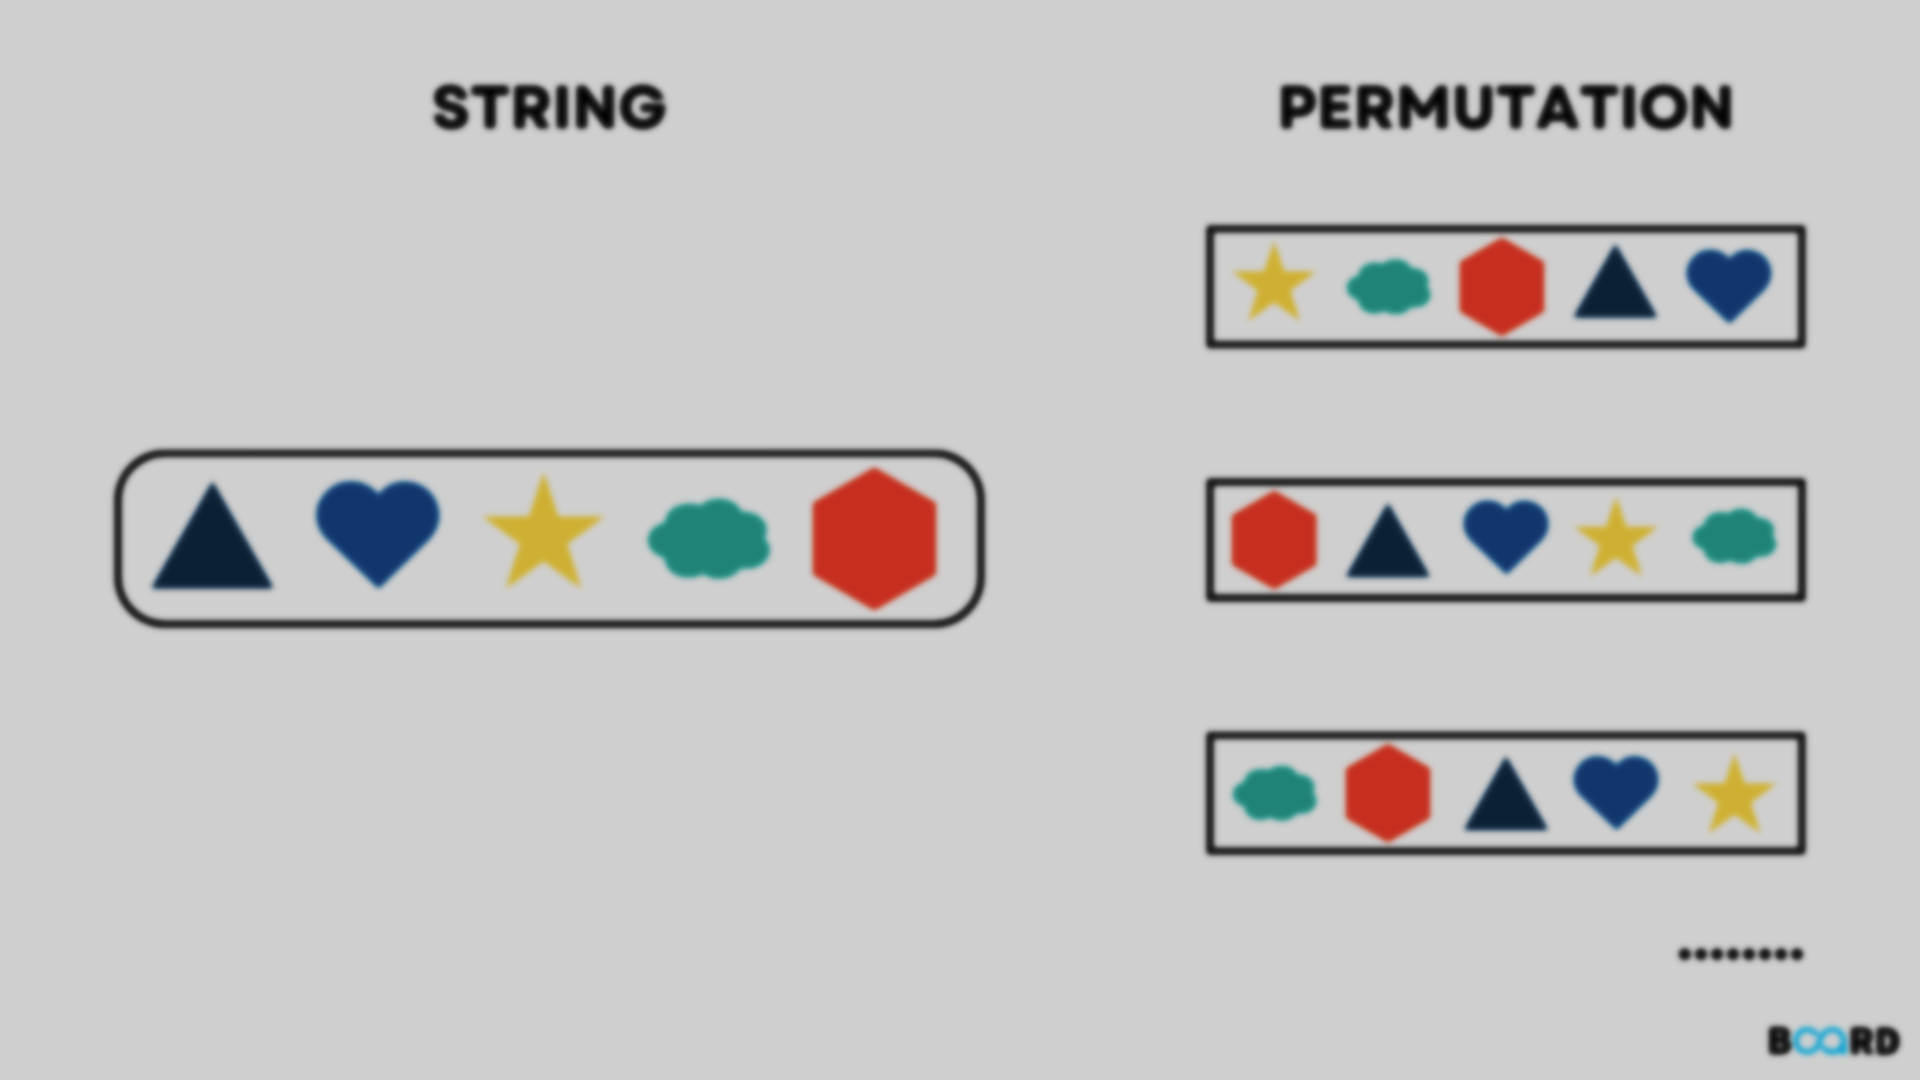 STRING
PERMUTATION
........
BOARD